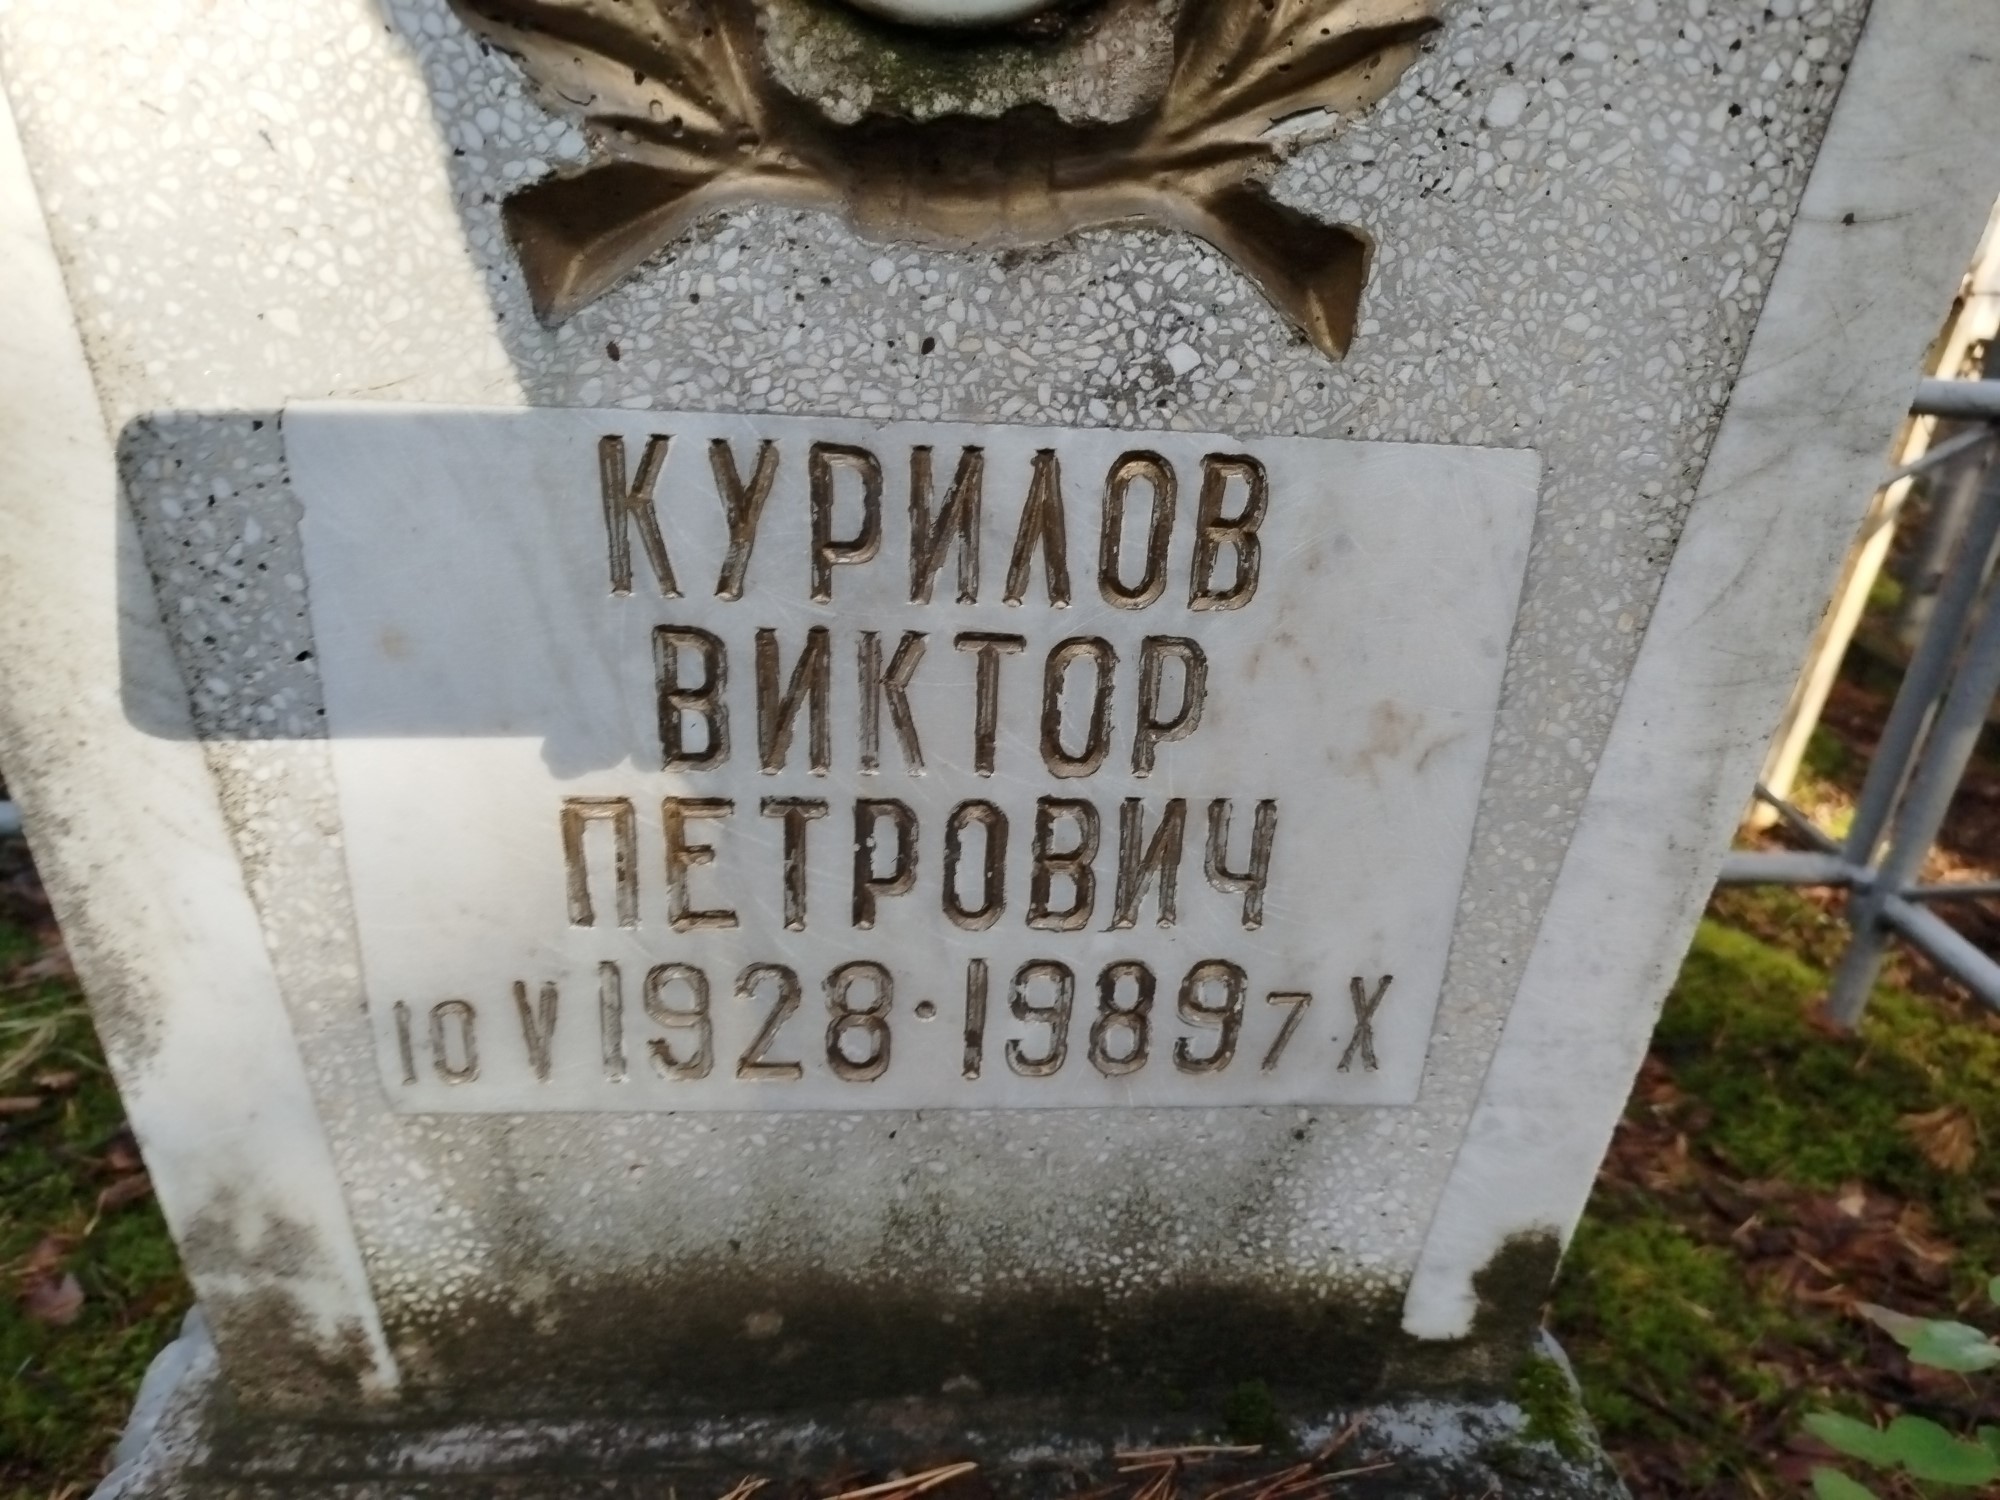 КУРИЛОВ
ВИКТОР
ПЕТРОВИЧ
10 V 1928 · 1989 7 X